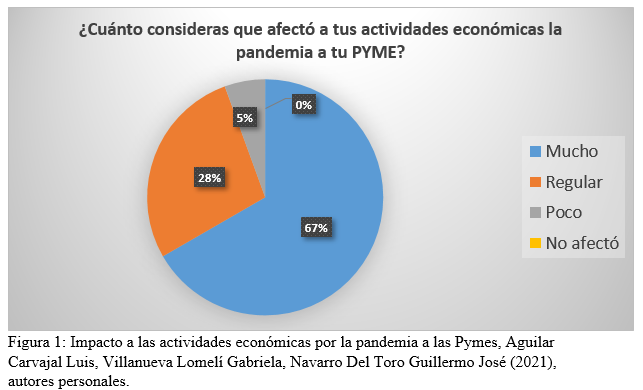 ¿Cuánto consideras que afectó a tus actividades económicas la
pandemia a tu PYME?
0%
5%
28%
67%
Mucho
Regular
Poco
No afectó
Figura 1: Impacto a las actividades económicas por la pandemia a las Pymes, Aguilar
Carvajal Luis, Villanueva Lomelí Gabriela, Navarro Del Toro Guillermo José (2021),
autores personales.